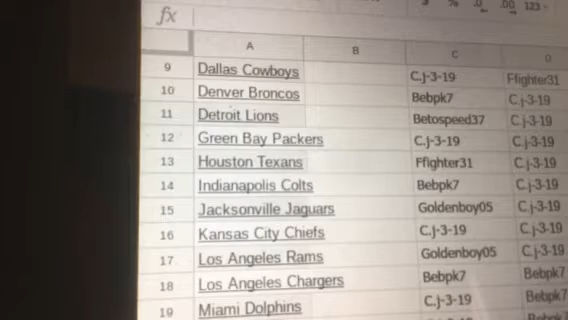 fx
% .0 .00 123
A B C D
9 Dallas Cowboys C.j-3-19 Ffighter31
10 Denver Broncos Bebpk7 C.j-3-19
11 Detroit Lions Betospeed37 C.j-3-19
12 Green Bay Packers C.j-3-19 C.j-3-19
13 Houston Texans Ffighter31 C.j-3-19
14 Indianapolis Colts Bebpk7 C.j-3-19
15 Jacksonville Jaguars Goldenboy05 C.j-3-19
16 Kansas City Chiefs C.j-3-19 C.j-3-19
17 Los Angeles Rams Goldenboy05 C.j-3-19
18 Los Angeles Chargers Bebpk7 Bebpk7
19 Miami Dolphins C.j-3-19 Bebpk7